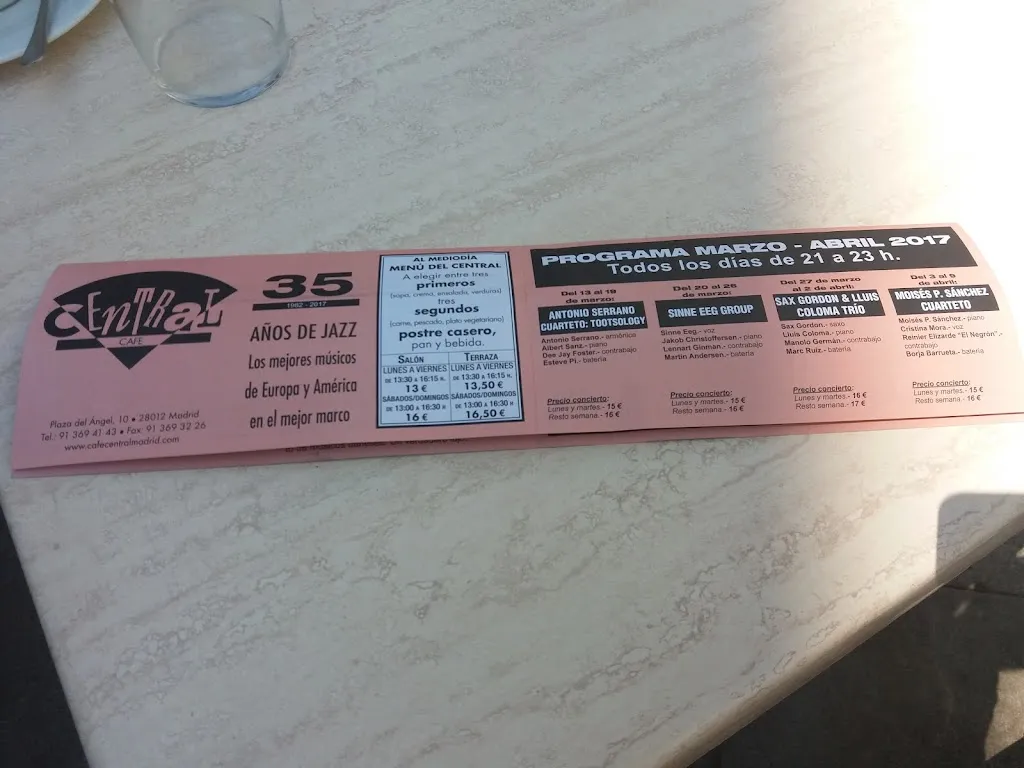 CENTRAL
CAFE
Plaza del Ángel, 10 • 28012 Madrid
Tel.: 91 369 41 43 • Fax: 91 369 32 26
www.cafecentralmadrid.com
35
1982 - 2017
AÑOS DE JAZZ
Los mejores músicos
de Europa y América
en el mejor marco
AL MEDIODÍA
MENÚ DEL CENTRAL
A elegir entre tres
primeros
(sopa, crema, ensalada, verduras)
tres
segundos
(carne, pescado, plato vegetariano)
postre casero,
pan y bebida.
SALÓN
LUNES A VIERNES
DE 13:30 A 16:15 H.
13 €
SÁBADOS/DOMINGOS
DE 13:00 A 16:30 H
16 €
TERRAZA
LUNES A VIERNES
DE 13:30 A 16:15 H
13,50 €
SÁBADOS/DOMINGOS
DE 13:00 A 16:30 H
16,50 €
PROGRAMA MARZO - ABRIL 2017
Todos los días de 21 a 23 h.
Del 13 al 19
de marzo:
ANTONIO SERRANO
CUARTETO: TOOTSOLOGY
Antonio Serrano.- armónica
Albert Sanz.- piano
Dee Jay Foster.- contrabajo
Esteve Pi.- batería
Precio concierto:
Lunes y martes.- 15 €
Resto semana.- 16 €
Del 20 al 26
de marzo:
SINNE EEG GROUP
Sinne Eeg.- voz
Jakob Christoffersen.- piano
Lennart Ginman.- contrabajo
Martin Andersen.- batería
Precio concierto:
Lunes y martes.- 15 €
Resto semana.- 16 €
Del 27 de marzo
al 2 de abril:
SAX GORDON & LLUIS
COLOMA TRÍO
Sax Gordon.- saxo
Lluís Coloma.- piano
Manolo Germán.- contrabajo
Marc Ruiz.- batería
Precio concierto:
Lunes y martes.- 16 €
Resto semana.- 17 €
Del 3 al 9
de abril:
MOISÉS P. SÁNCHEZ
CUARTETO
Moisés P. Sánchez.- piano
Cristina Mora.- voz
Reinier Elizarde "El Negrón".-
contrabajo
Borja Barrueta.- batería
Precio concierto:
Lunes y martes.- 15 €
Resto semana.- 16 €